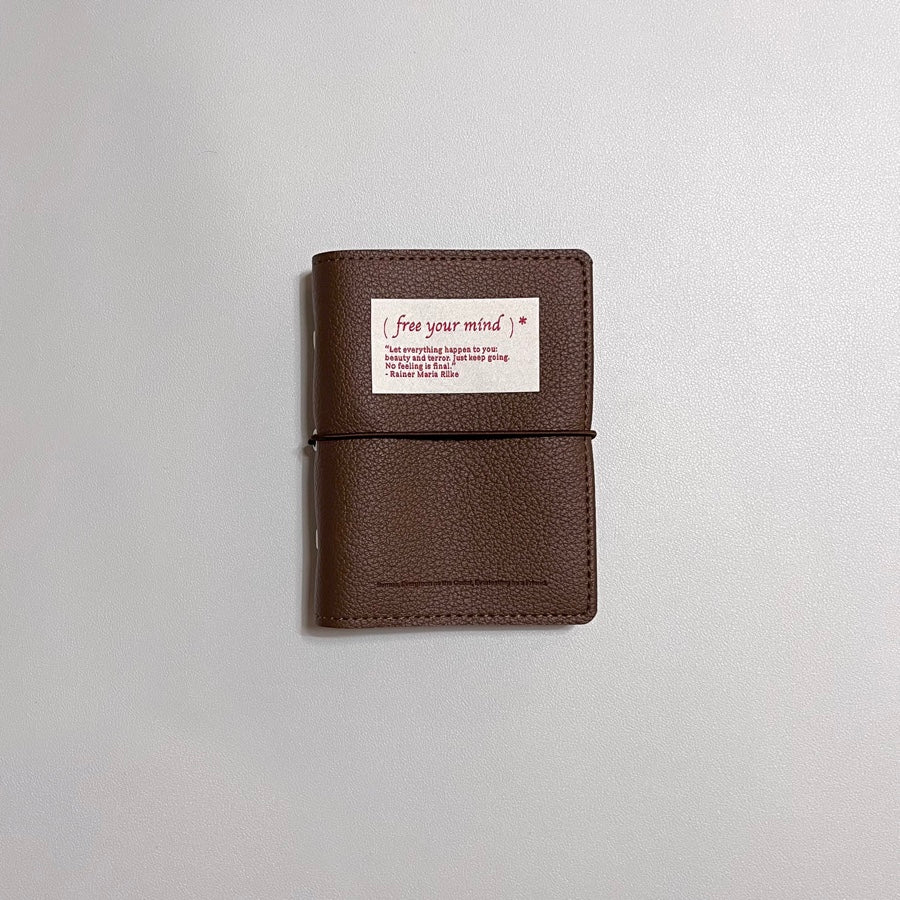 ( free your mind )*
“Let everything happen to you:
beauty and terror. Just keep going.
No feeling is final.”
- Rainer Maria Rilke